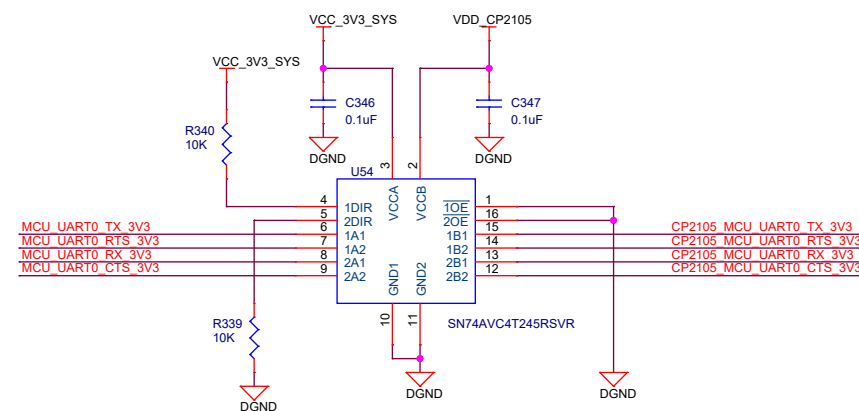 VCC_3V3_SYS
VDD_CP2105
VCC_3V3_SYS
C346
0.1uF
C347
0.1uF
R340
10K
DGND
DGND
3
2
U54
4
1DIR
VCCA
VCCB
1OE
1
5
2DIR
2OE
16
MCU_UART0_TX_3V3
6
1A1
1B1
15
CP2105_MCU_UART0_TX_3V3
MCU_UART0_RTS_3V3
7
1A2
1B2
14
CP2105_MCU_UART0_RTS_3V3
MCU_UART0_RX_3V3
8
2A1
2B1
13
CP2105_MCU_UART0_RX_3V3
MCU_UART0_CTS_3V3
9
2A2
2B2
12
CP2105_MCU_UART0_CTS_3V3
GND1
GND2
10
11
R339
10K
SN74AVC4T245RSVR
DGND
DGND
DGND